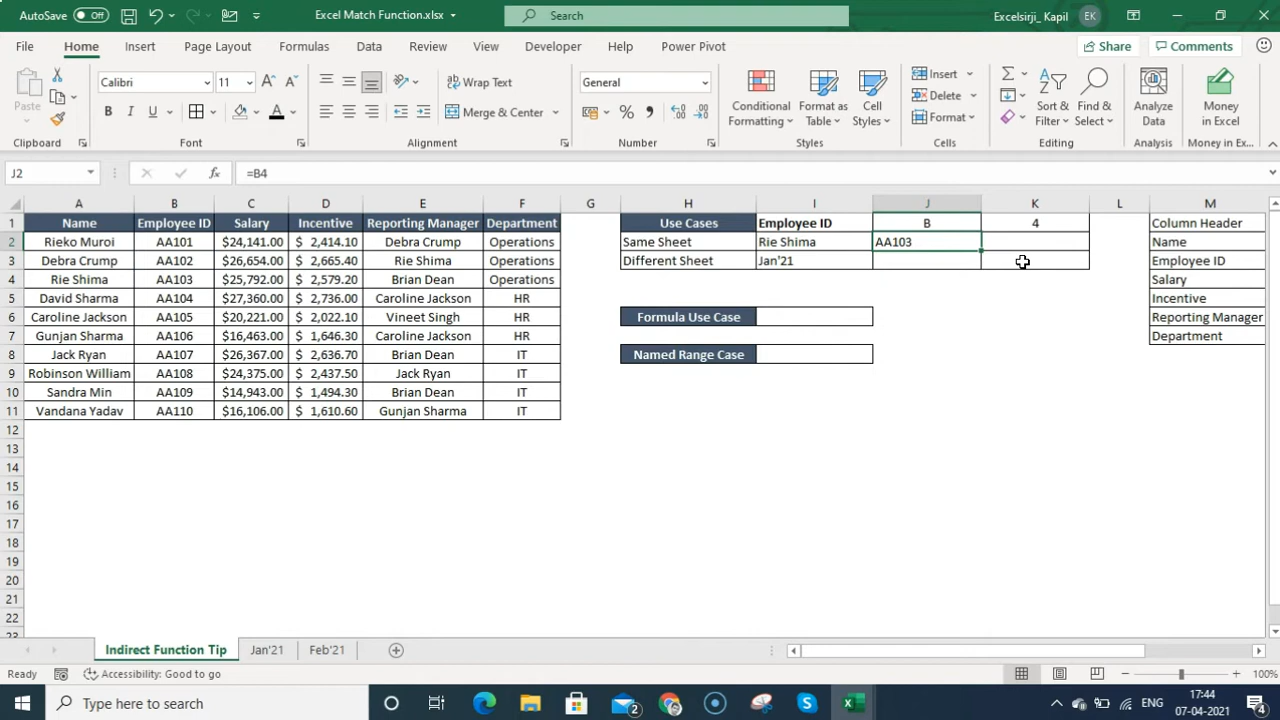 AutoSave Off Excel Match Function.xlsx Search Excelsirji_ Kapil EK
File Home Insert Page Layout Formulas Data Review View Developer Help Power Pivot Share Comments
Paste Calibri 11 A A Wrap Text General Conditional Formatting Format as Table Cell Styles Insert Delete Format Sort & Filter Find & Select Analyze Data Money in Excel
B I U A Merge & Center % 9
Clipboard Font Alignment Number Styles Cells Editing Analysis Money in Ex...
J2 fx =B4
A B C D E F G H I J K L M
1 Name Employee ID Salary Incentive Reporting Manager Department Use Cases Employee ID B 4 Column Header
2 Rieko Muroi AA101 $24,141.00 $ 2,414.10 Debra Crump Operations Same Sheet Rie Shima AA103 Name
3 Debra Crump AA102 $26,654.00 $ 2,665.40 Rie Shima Operations Different Sheet Jan'21 Employee ID
4 Rie Shima AA103 $25,792.00 $ 2,579.20 Brian Dean Operations Salary
5 David Sharma AA104 $27,360.00 $ 2,736.00 Caroline Jackson HR Incentive
6 Caroline Jackson AA105 $20,221.00 $ 2,022.10 Vineet Singh HR Formula Use Case Reporting Manager
7 Gunjan Sharma AA106 $16,463.00 $ 1,646.30 Caroline Jackson HR Department
8 Jack Ryan AA107 $26,367.00 $ 2,636.70 Brian Dean IT Named Range Case
9 Robinson William AA108 $24,375.00 $ 2,437.50 Jack Ryan IT
10 Sandra Min AA109 $14,943.00 $ 1,494.30 Brian Dean IT
11 Vandana Yadav AA110 $16,106.00 $ 1,610.60 Gunjan Sharma IT
12
13
14
15
16
17
18
19
20
21
22
23
Indirect Function Tip Jan'21 Feb'21
Ready Accessibility: Good to go 100%
Type here to search 2 S ENG 17:44 07-04-2021 4